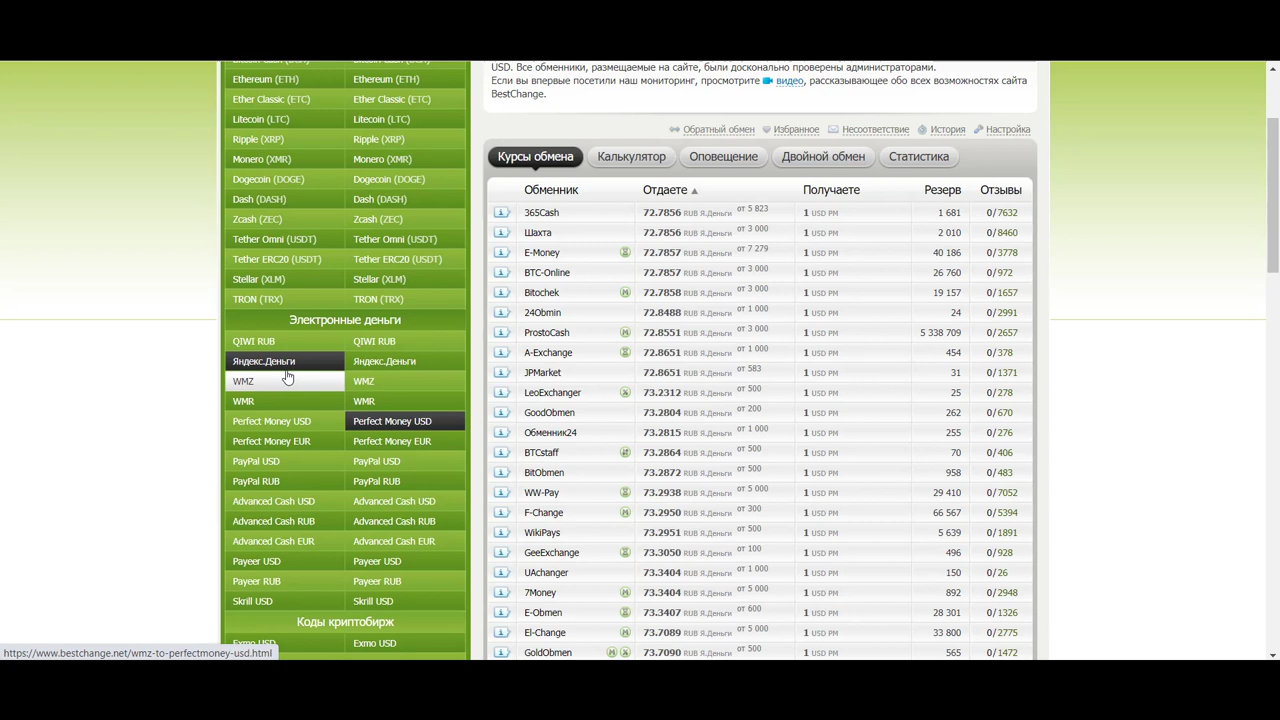 Ethereum (ETH) Ethereum (ETH)
Ether Classic (ETC) Ether Classic (ETC)
Litecoin (LTC) Litecoin (LTC)
Ripple (XRP) Ripple (XRP)
Monero (XMR) Monero (XMR)
Dogecoin (DOGE) Dogecoin (DOGE)
Dash (DASH) Dash (DASH)
Zcash (ZEC) Zcash (ZEC)
Tether Omni (USDT) Tether Omni (USDT)
Tether ERC20 (USDT) Tether ERC20 (USDT)
Stellar (XLM) Stellar (XLM)
TRON (TRX) TRON (TRX)
Электронные деньги
QIWI RUB QIWI RUB
Яндекс.Деньги Яндекс.Деньги
WMZ WMZ
WMR WMR
Perfect Money USD Perfect Money USD
Perfect Money EUR Perfect Money EUR
PayPal USD PayPal USD
PayPal RUB PayPal RUB
Advanced Cash USD Advanced Cash USD
Advanced Cash RUB Advanced Cash RUB
Advanced Cash EUR Advanced Cash EUR
Payeer USD Payeer USD
Payeer RUB Payeer RUB
Skrill USD Skrill USD
Коды криптобирж
Exmo USD Exmo USD
https://www.bestchange.net/wmz-to-perfectmoney-usd.html
USD. Все обменники, размещаемые на сайте, были досконально проверены администраторами.
Если вы впервые посетили наш мониторинг, просмотрите видео, рассказывающее обо всех возможностях сайта
BestChange.
Обратный обмен Избранное Несоответствие История Настройка
Курсы обмена Калькулятор Оповещение Двойной обмен Статистика
Обменник Отдаете Получаете Резерв Отзывы
365Cash 72.7856 RUB Я.Деньги от 5 823 1 USD PM 1 681 0/7632
Шахта 72.7856 RUB Я.Деньги от 3 000 1 USD PM 2 010 0/8460
E-Money 72.7857 RUB Я.Деньги от 7 279 1 USD PM 40 186 0/3778
BTC-Online 72.7857 RUB Я.Деньги от 3 000 1 USD PM 26 760 0/972
Bitochek 72.7858 RUB Я.Деньги от 3 000 1 USD PM 19 157 0/1657
24Obmin 72.8488 RUB Я.Деньги от 1 000 1 USD PM 24 0/2991
ProstoCash 72.8551 RUB Я.Деньги от 3 000 1 USD PM 5 338 709 0/2657
A-Exchange 72.8651 RUB Я.Деньги от 1 000 1 USD PM 454 0/378
JPMarket 72.8651 RUB Я.Деньги от 583 1 USD PM 31 0/1371
LeoExchanger 72.8657 RUB Я.Деньги от 500 1 USD PM 25 0/278
GoodObmen 73.2804 RUB Я.Деньги от 200 1 USD PM 262 0/670
Обменник24 73.2815 RUB Я.Деньги от 1 000 1 USD PM 255 0/276
BTCstaff 73.2864 RUB Я.Деньги от 500 1 USD PM 70 0/406
BitObmen 73.2872 RUB Я.Деньги от 500 1 USD PM 958 0/483
WW-Pay 73.2938 RUB Я.Деньги от 5 000 1 USD PM 29 410 0/7052
F-Change 73.2950 RUB Я.Деньги от 300 1 USD PM 66 567 0/5394
WikiPays 73.2951 RUB Я.Деньги от 500 1 USD PM 5 639 0/1891
GeeExchange 73.3050 RUB Я.Деньги от 100 1 USD PM 496 0/928
UAchanger 73.3404 RUB Я.Деньги от 1 000 1 USD PM 150 0/26
7Money 73.3404 RUB Я.Деньги от 5 000 1 USD PM 892 0/2948
E-Obmen 73.3407 RUB Я.Деньги от 600 1 USD PM 28 301 0/1326
El-Change 73.7089 RUB Я.Деньги от 5 000 1 USD PM 33 800 0/2775
GoldObmen 73.7090 RUB Я.Деньги от 500 1 USD PM 565 0/1472